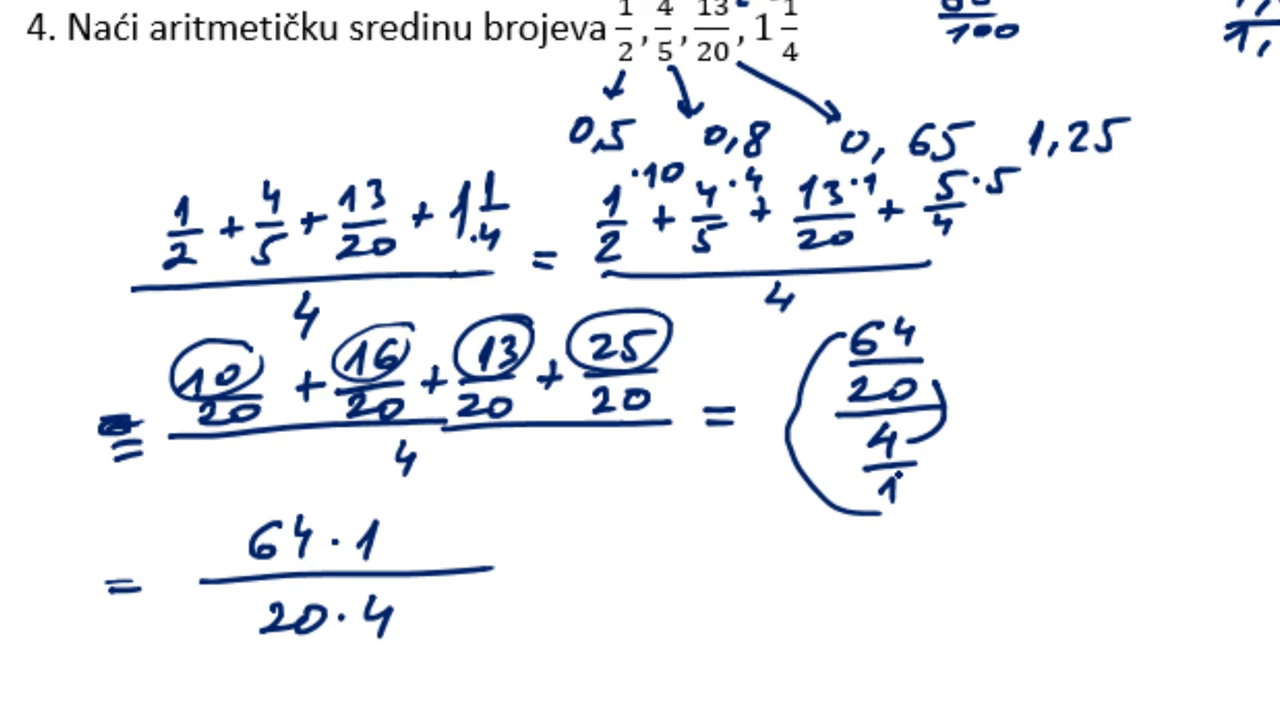 4. Naći aritmetičku sredinu brojeva 1/2, 4/5, 13/20, 1 1/4
100
1,
0,5 0,8 0,65 1,25
·10 ·4 ·1 ·5
(1/2 + 4/5 + 13/20 + 1 1/·4) / 4 = (1/2 + 4/5 + 13/20 + 5/4) / 4
= (10/20 + 16/20 + 13/20 + 25/20) / 4 = (64/20) / (4/1)
= (64·1) / (20·4)